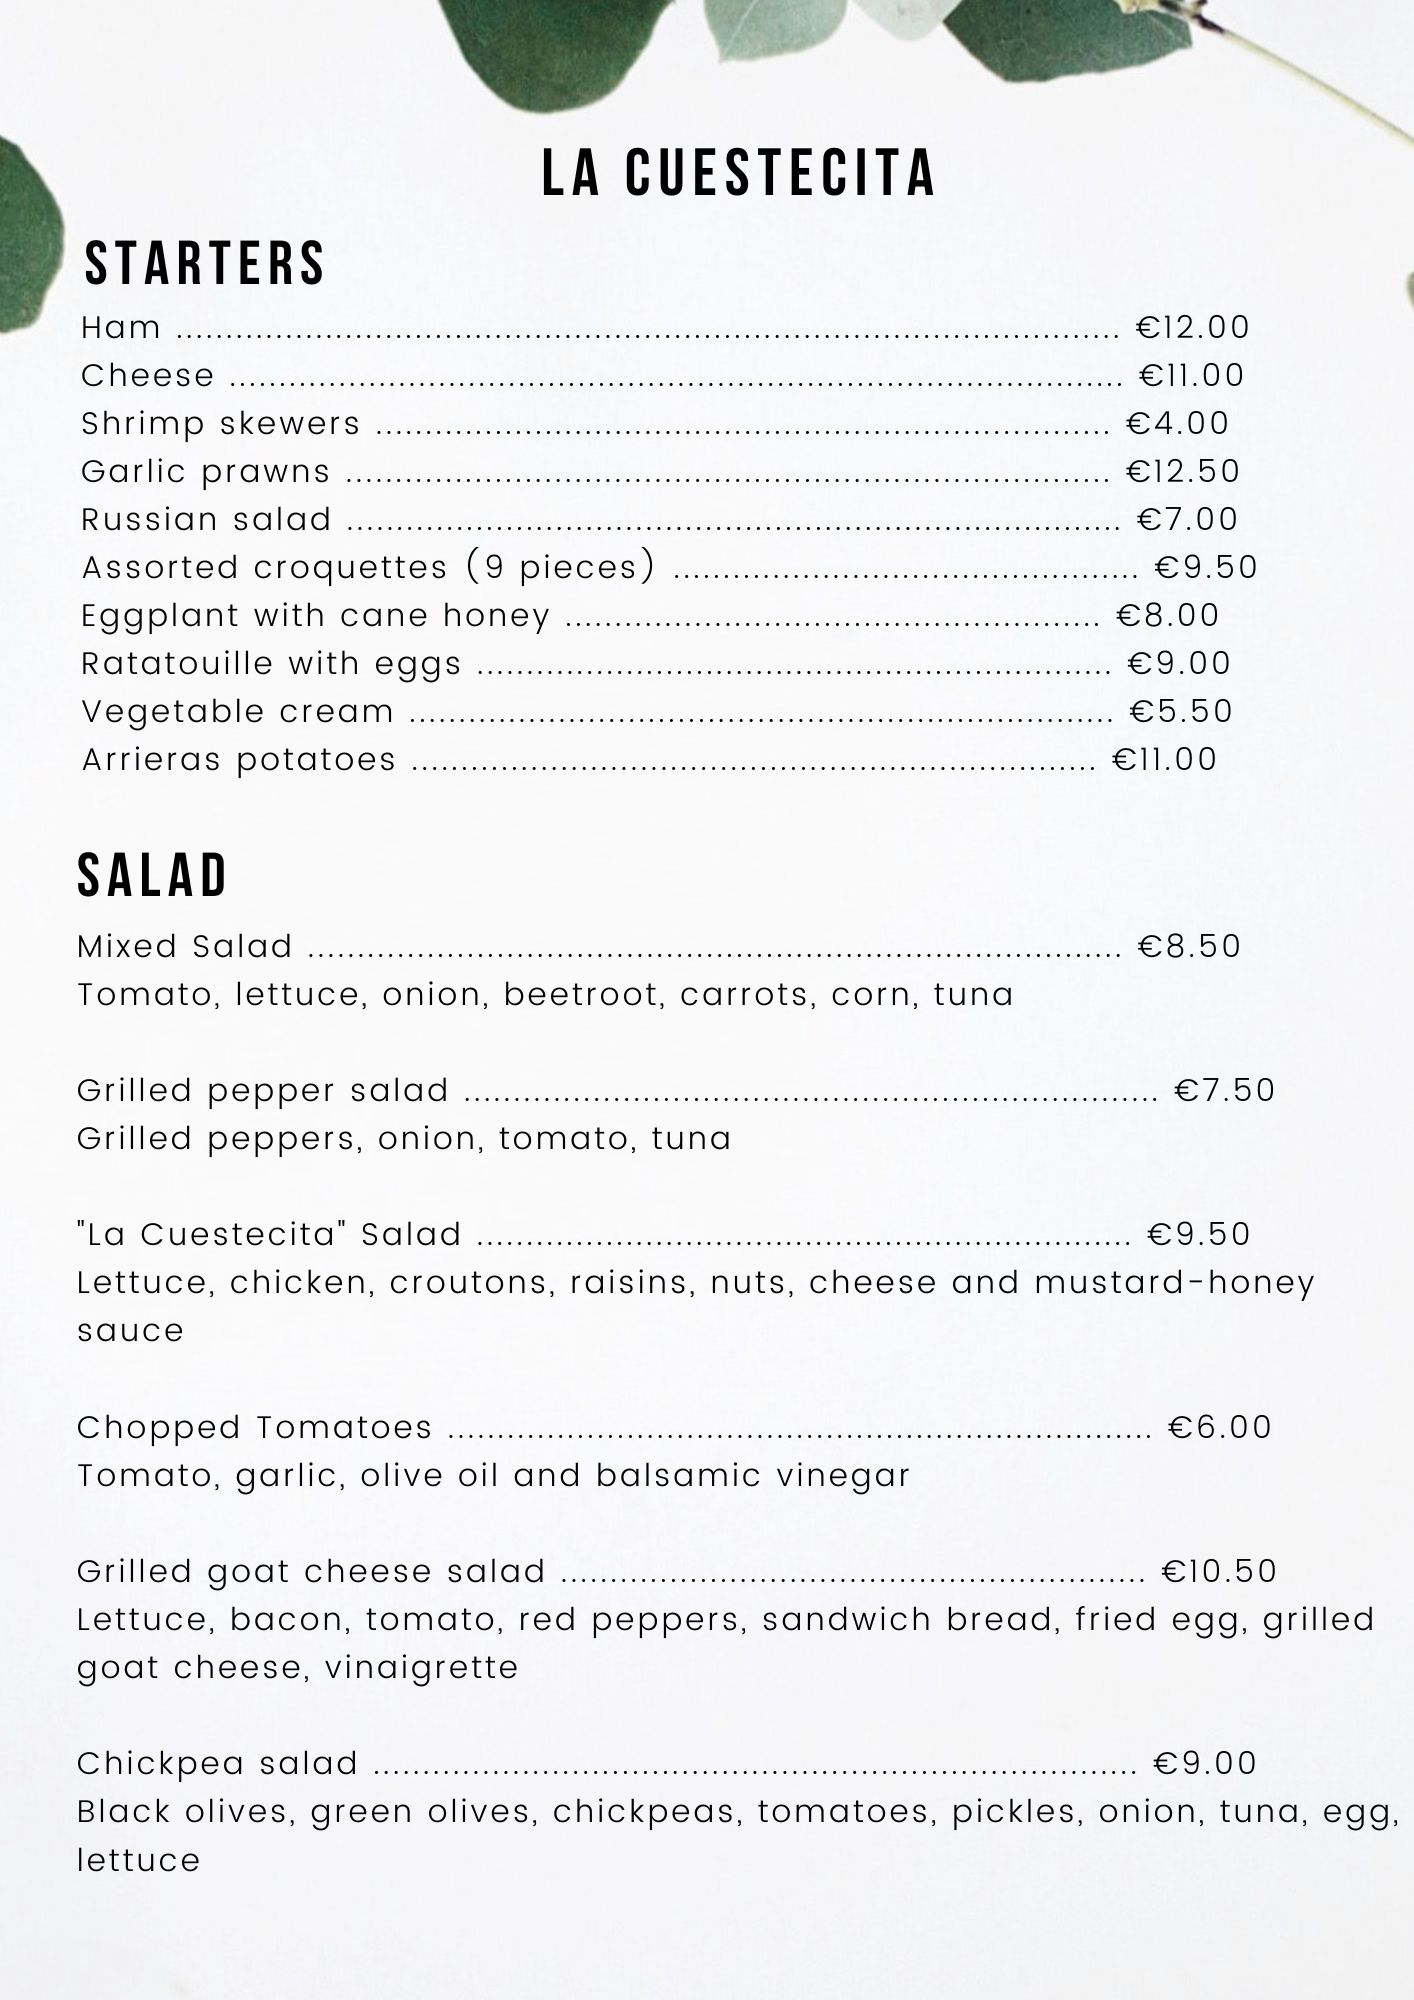 LA CUESTECITA
STARTERS
Ham ........................................................................................... €12.00
Cheese ...................................................................................... €11.00
Shrimp skewers ....................................................................... €4.00
Garlic prawns .......................................................................... €12.50
Russian salad ........................................................................... €7.00
Assorted croquettes (9 pieces) ............................................. €9.50
Eggplant with cane honey .................................................... €8.00
Ratatouille with eggs ............................................................. €9.00
Vegetable cream .................................................................... €5.50
Arrieras potatoes .................................................................. €11.00
SALAD
Mixed Salad ............................................................................... €8.50
Tomato, lettuce, onion, beetroot, carrots, corn, tuna
Grilled pepper salad ................................................................... €7.50
Grilled peppers, onion, tomato, tuna
"La Cuestecita" Salad ............................................................... €9.50
Lettuce, chicken, croutons, raisins, nuts, cheese and mustard-honey
sauce
Chopped Tomatoes .................................................................... €6.00
Tomato, garlic, olive oil and balsamic vinegar
Grilled goat cheese salad ........................................................ €10.50
Lettuce, bacon, tomato, red peppers, sandwich bread, fried egg, grilled
goat cheese, vinaigrette
Chickpea salad .......................................................................... €9.00
Black olives, green olives, chickpeas, tomatoes, pickles, onion, tuna, egg,
lettuce